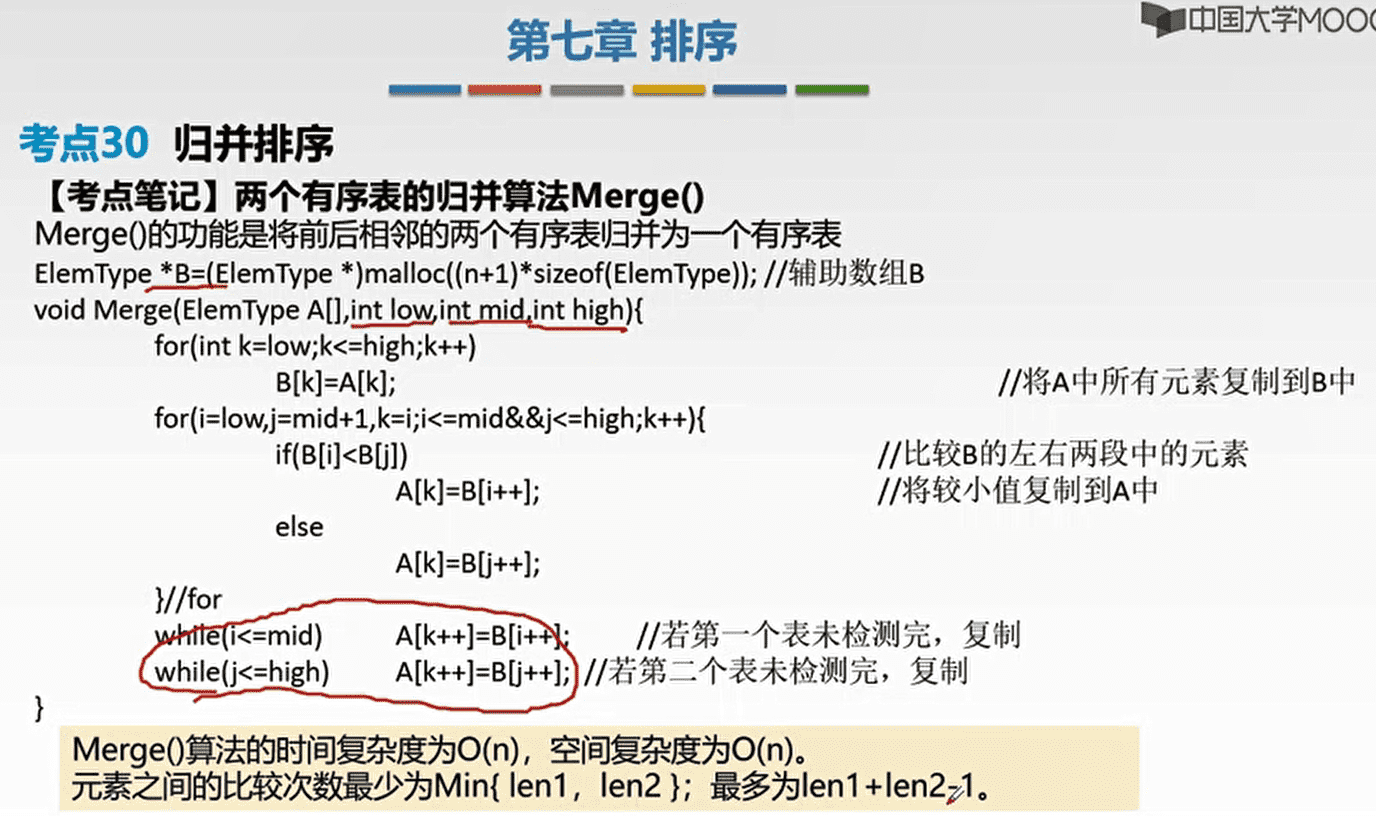 中国大学MOOC
第七章 排序
考点30 归并排序
【考点笔记】两个有序表的归并算法Merge()
Merge()的功能是将前后相邻的两个有序表归并为一个有序表
ElemType *B=(ElemType *)malloc((n+1)*sizeof(ElemType)); //辅助数组B
void Merge(ElemType A[],int low,int mid,int high){
for(int k=low;k<=high;k++)
B[k]=A[k]; //将A中所有元素复制到B中
for(i=low,j=mid+1,k=i;i<=mid&&j<=high;k++){
if(B[i]<B[j]) //比较B的左右两段中的元素
A[k]=B[i++]; //将较小值复制到A中
else
A[k]=B[j++];
}//for
while(i<=mid) A[k++]=B[i++]; //若第一个表未检测完，复制
while(j<=high) A[k++]=B[j++]; //若第二个表未检测完，复制
}
Merge()算法的时间复杂度为O(n)，空间复杂度为O(n)。
元素之间的比较次数最少为Min{ len1，len2 }；最多为len1+len2-1。